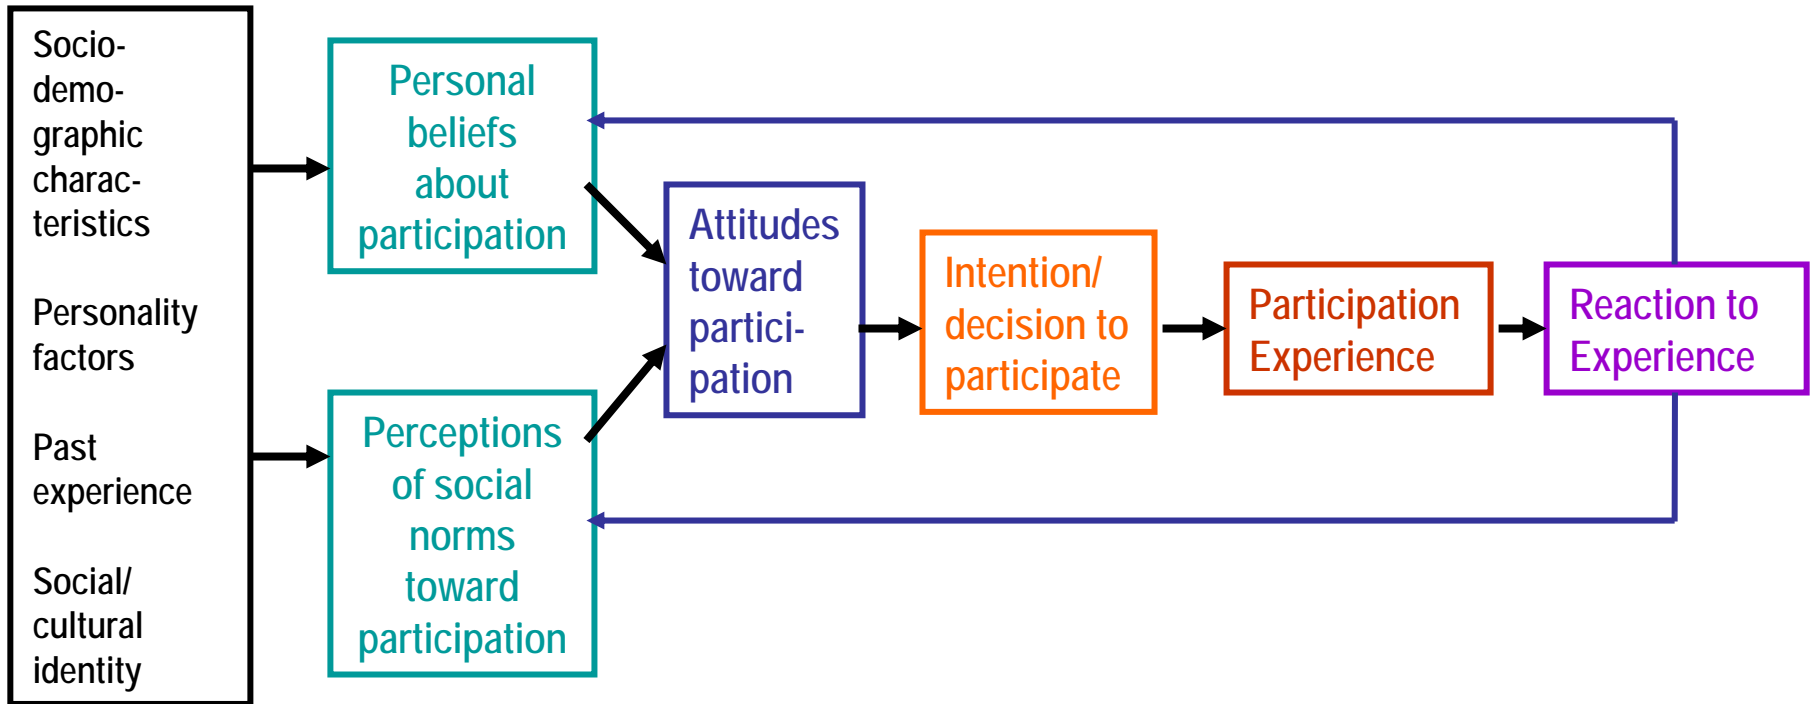 Socio-
demo-
graphic
charac-
teristics
Personality
factors
Past
experience
Social/
cultural
identity
Personal
beliefs
about
participation
Perceptions
of social
norms
toward
participation
Attitudes
toward
partici-
pation
Intention/
decision to
participate
Participation
Experience
Reaction to
Experience